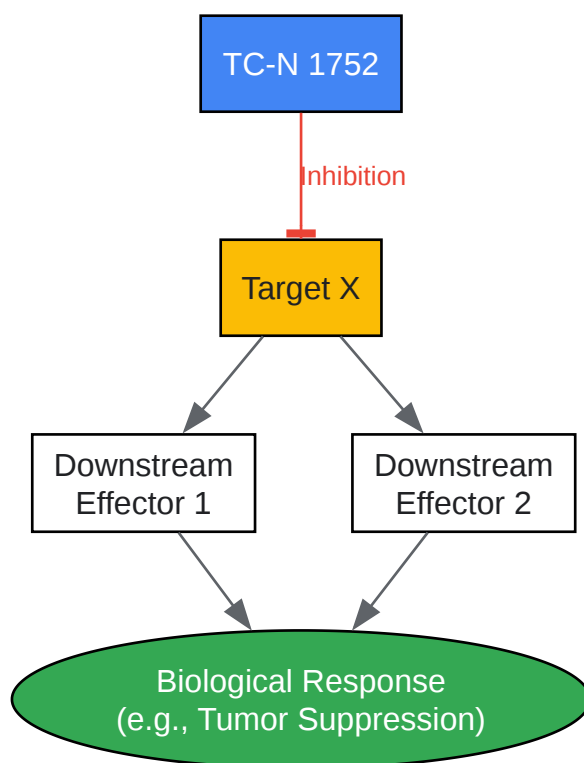 TC-N 1752
Inhibition
Target X
Downstream
Effector 1
Downstream
Effector 2
Biological Response
(e.g., Tumor Suppression)